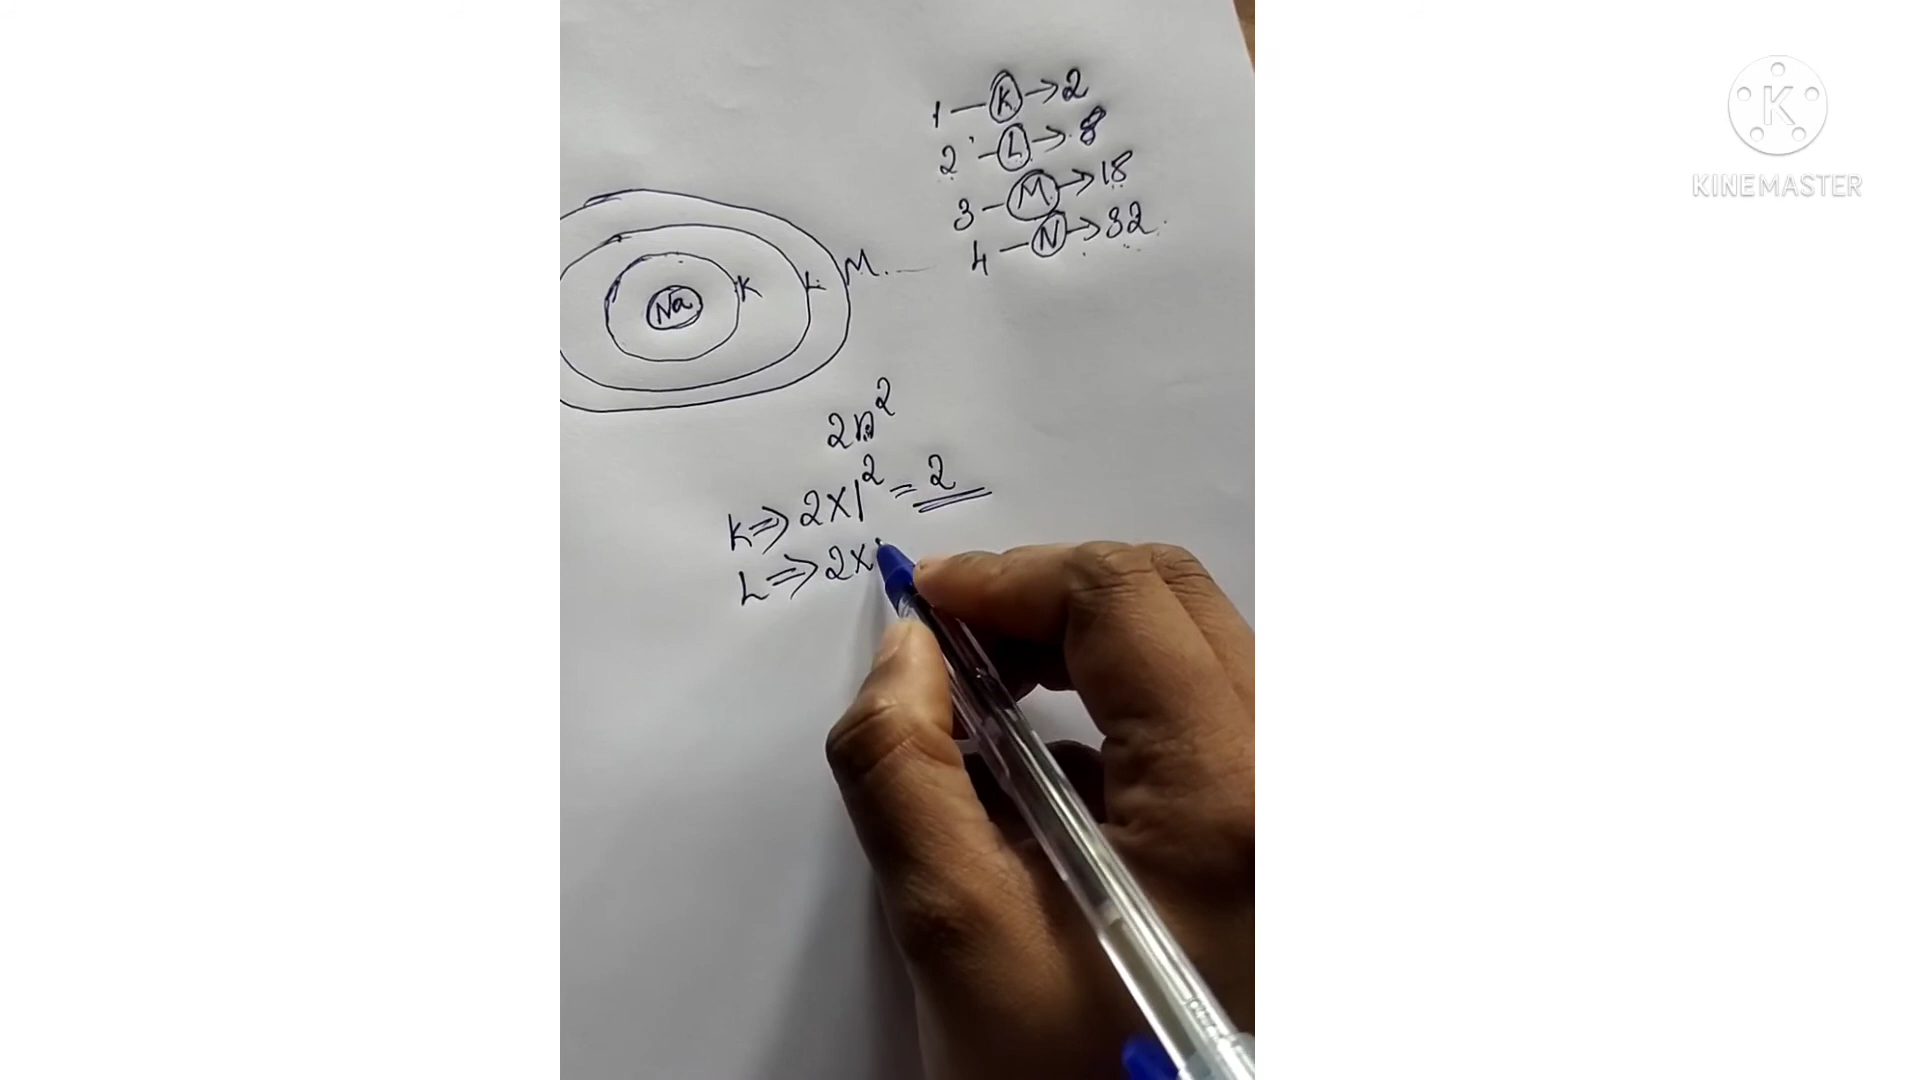 1 — K → 2
2 — L → 8
3 — M → 18
4 — N → 32
Na K L M
2n²
K ⇒ 2×1² = 2
L ⇒ 2×
K
KINEMASTER